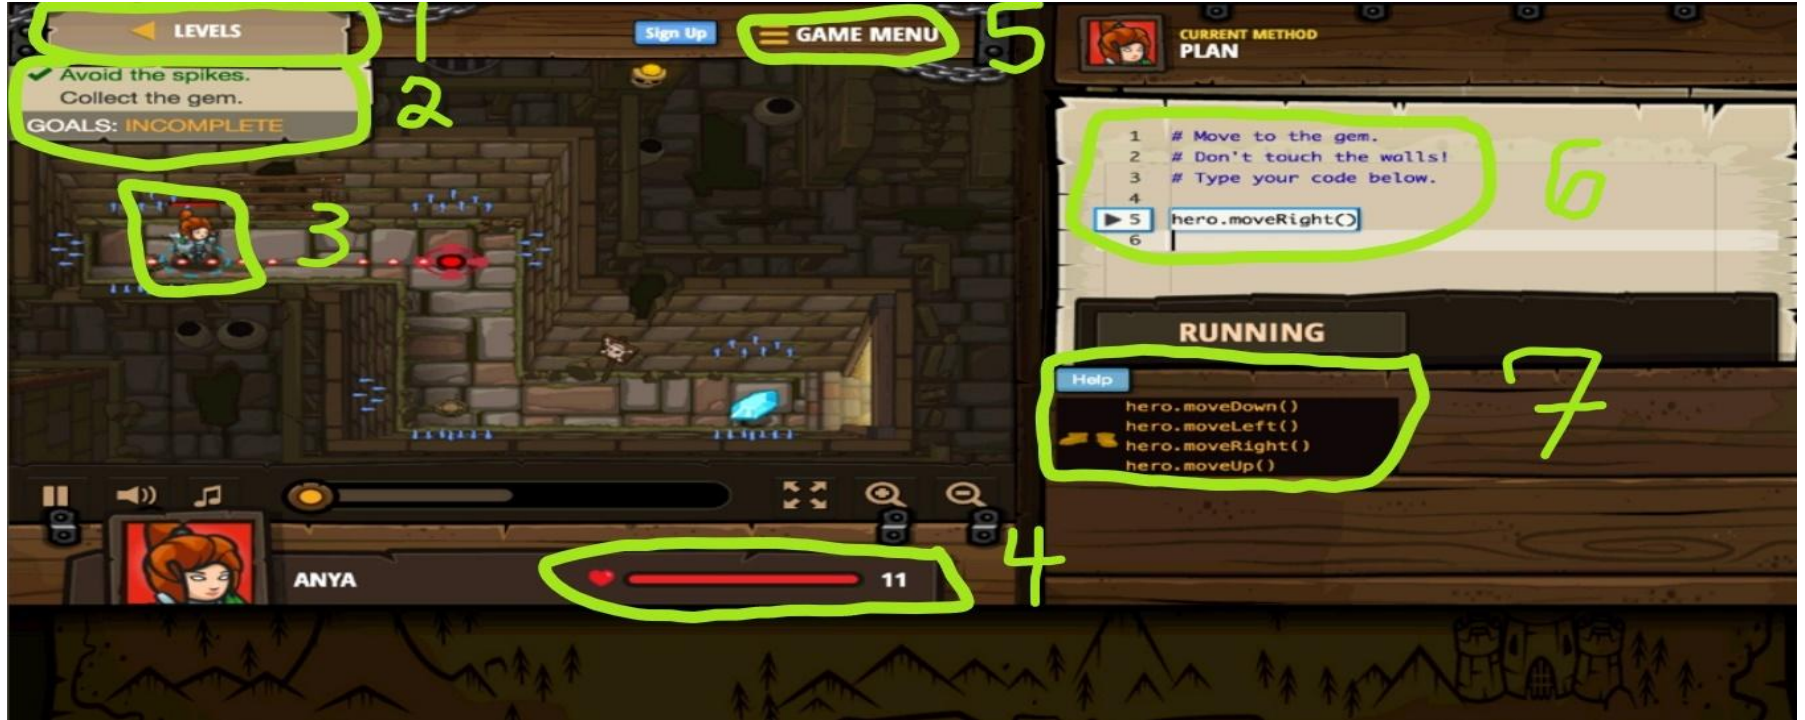 LEVELS
1
Sign Up
GAME MENU
5
Avoid the spikes.
Collect the gem.
GOALS: INCOMPLETE
2
3
ANYA
11
4
CURRENT METHOD
PLAN
1 # Move to the gem.
2 # Don't touch the walls!
3 # Type your code below.
4
5 hero.moveRight()
6
6
RUNNING
Help
hero.moveDown()
hero.moveLeft()
hero.moveRight()
hero.moveUp()
7